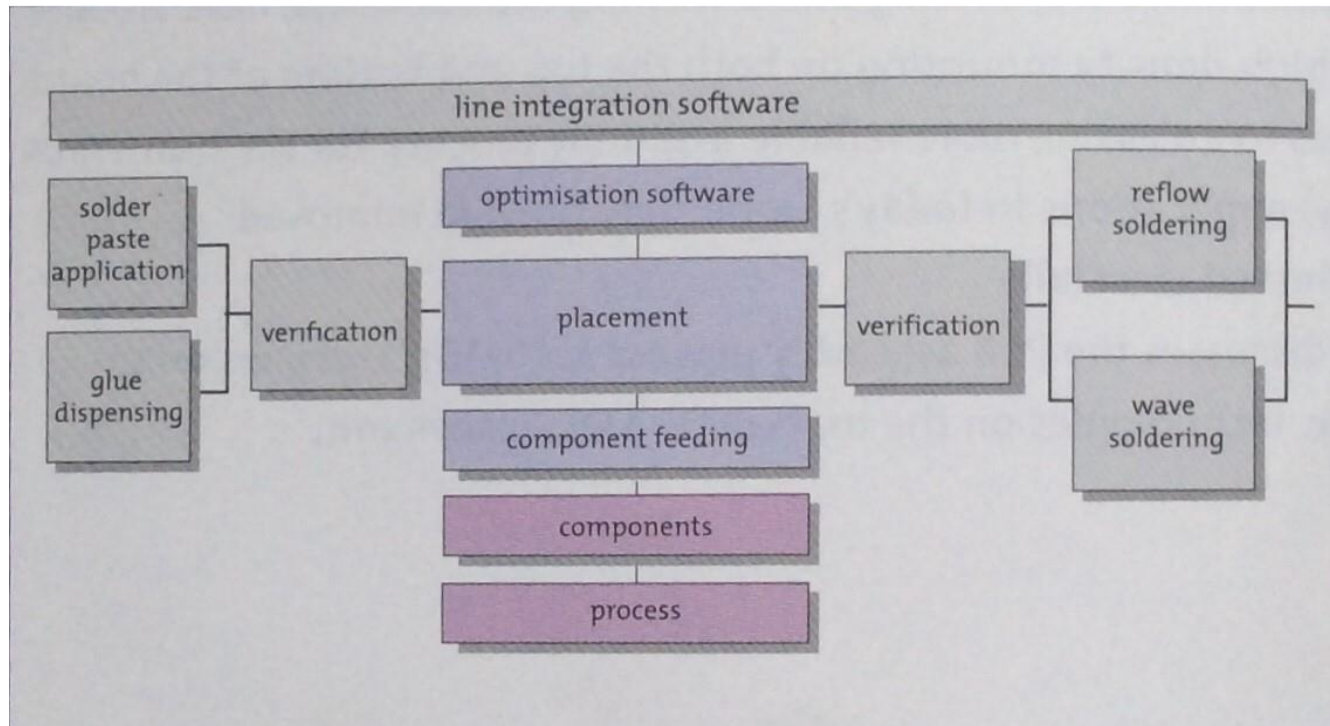 line integration software
solder
paste
application
glue
dispensing
verification
optimisation software
placement
component feeding
components
process
verification
reflow
soldering
wave
soldering